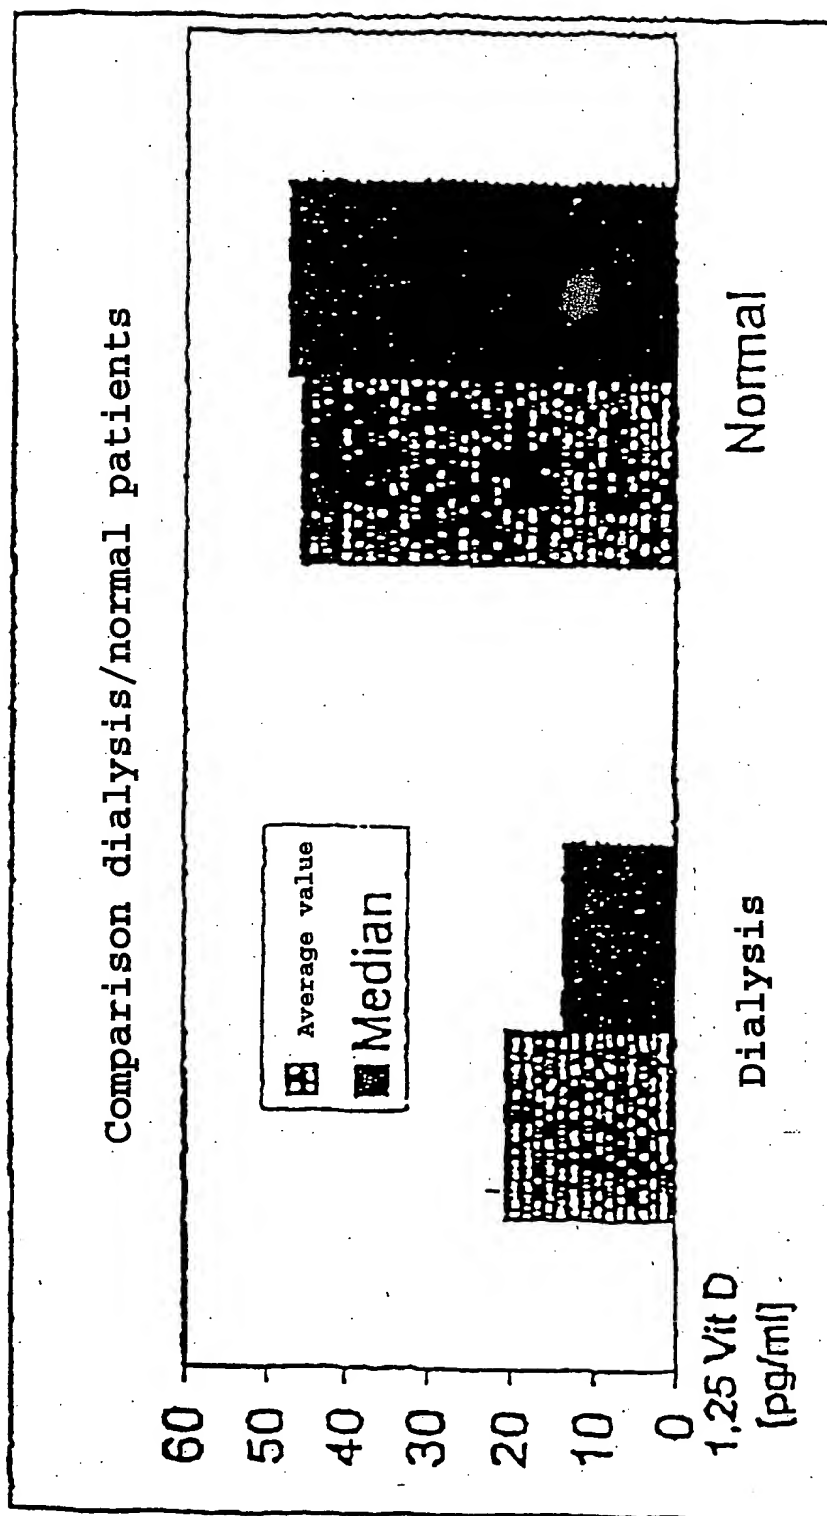 Comparison dialysis/normal patients
60
50
40
30
20
10
0
Average value
Median
1,25 Vit D
[pg/ml]
Dialysis
Normal